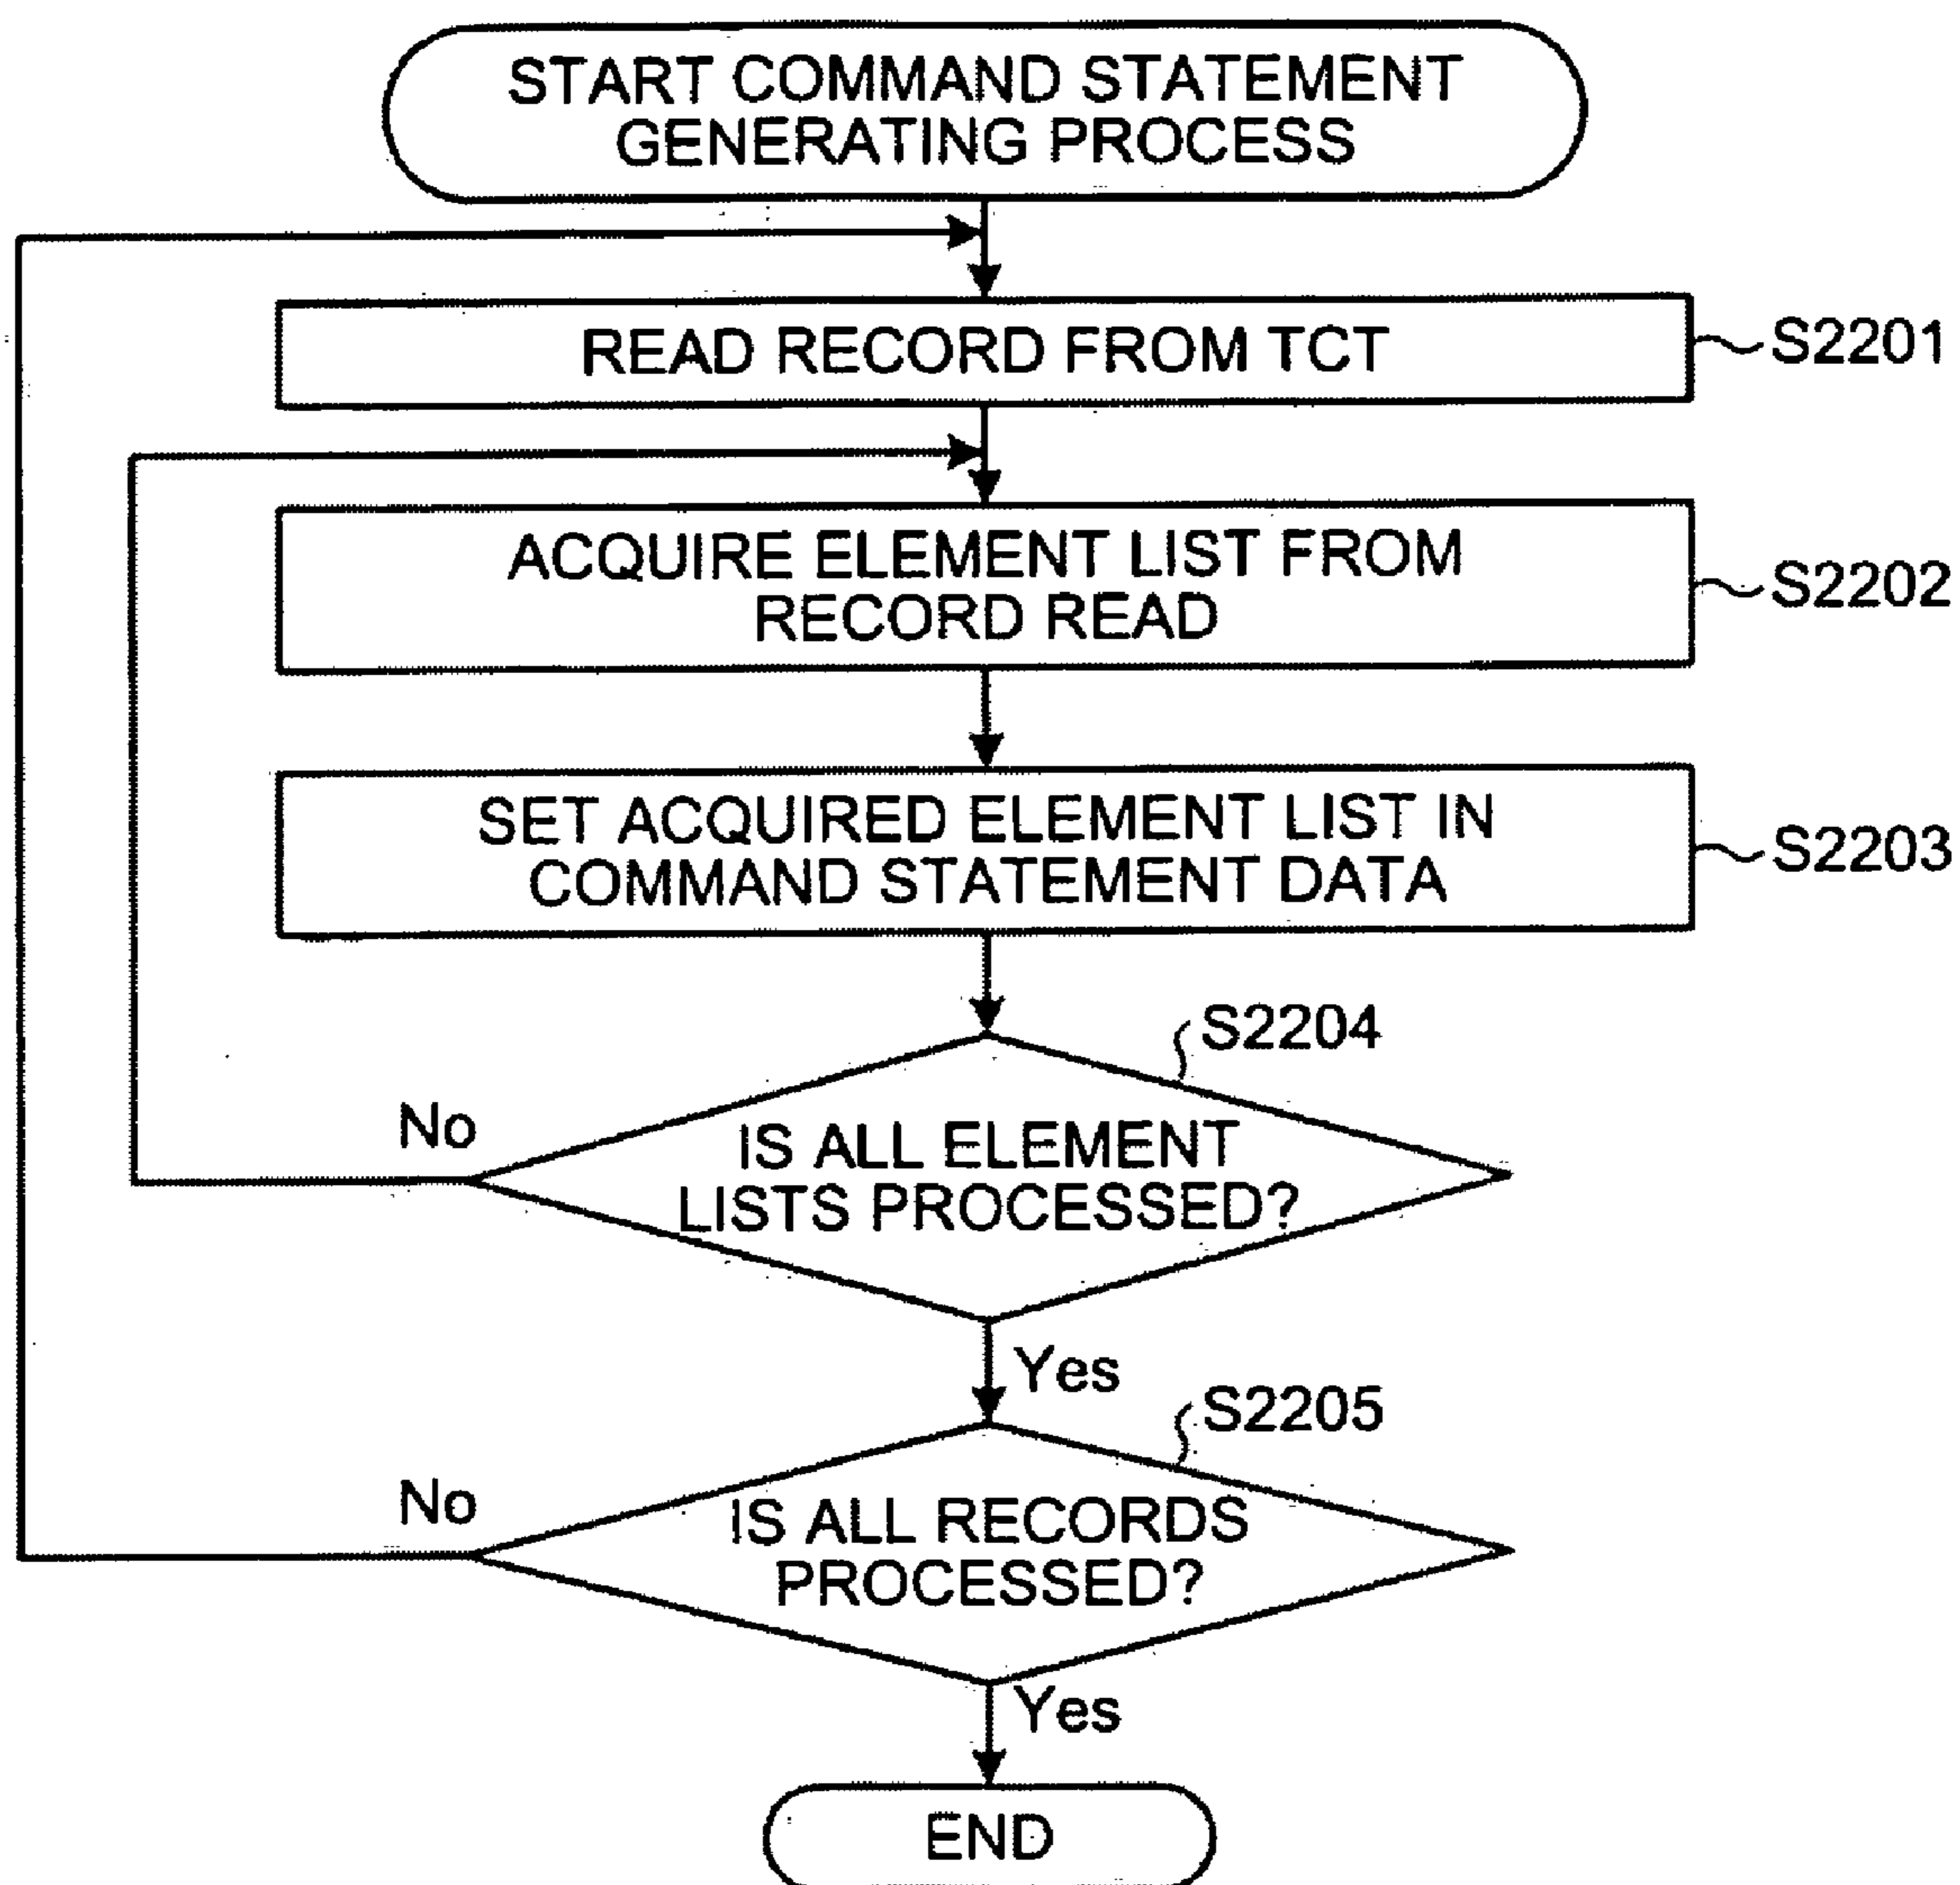 START COMMAND STATEMENT
GENERATING PROCESS
READ RECORD FROM TCT
S2201
ACQUIRE ELEMENT LIST FROM
RECORD READ
S2202
SET ACQUIRED ELEMENT LIST IN
COMMAND STATEMENT DATA
S2203
S2204
No
IS ALL ELEMENT
LISTS PROCESSED?
Yes
S2205
No
IS ALL RECORDS
PROCESSED?
Yes
END